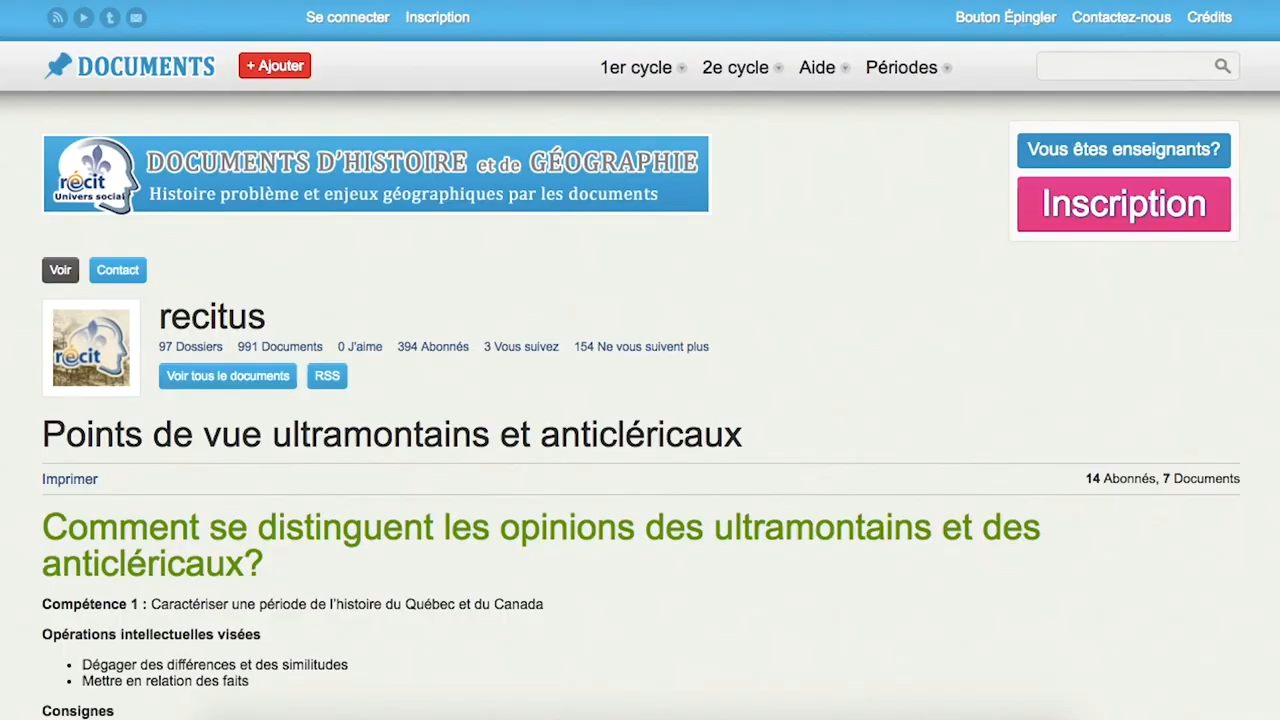 Se connecter Inscription Bouton Épingler Contactez-nous Crédits
DOCUMENTS + Ajouter 1er cycle 2e cycle Aide Périodes
récit
Univers social
DOCUMENTS D'HISTOIRE et de GÉOGRAPHIE
Histoire problème et enjeux géographiques par les documents
Vous êtes enseignants?
Inscription
Voir Contact
récit
recitus
97 Dossiers 991 Documents 0 J'aime 394 Abonnés 3 Vous suivez 154 Ne vous suivent plus
Voir tous le documents RSS
Points de vue ultramontains et anticléricaux
Imprimer 14 Abonnés, 7 Documents
Comment se distinguent les opinions des ultramontains et des
anticléricaux?
Compétence 1 : Caractériser une période de l'histoire du Québec et du Canada
Opérations intellectuelles visées
• Dégager des différences et des similitudes
• Mettre en relation des faits
Consignes